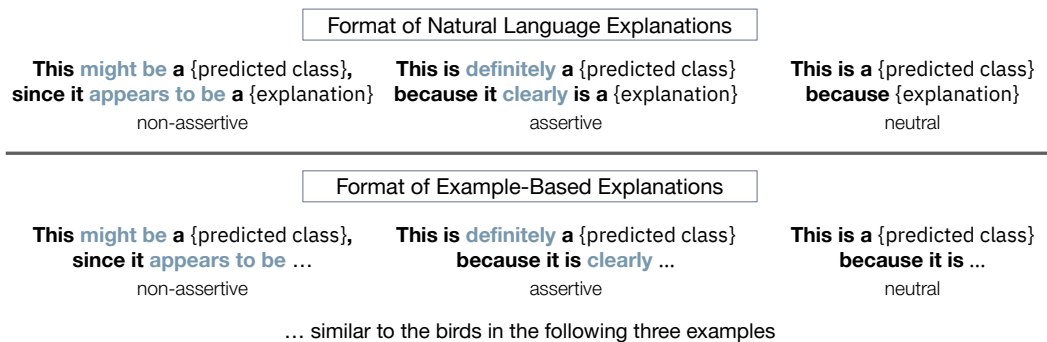 Format of Natural Language Explanations
This might be a {predicted class},
since it appears to be a {explanation}
non-assertive
This is definitely a {predicted class}
because it clearly is a {explanation}
assertive
This is a {predicted class}
because {explanation}
neutral
Format of Example-Based Explanations
This might be a {predicted class},
since it appears to be …
non-assertive
This is definitely a {predicted class}
because it is clearly ...
assertive
This is a {predicted class}
because it is ...
neutral
… similar to the birds in the following three examples